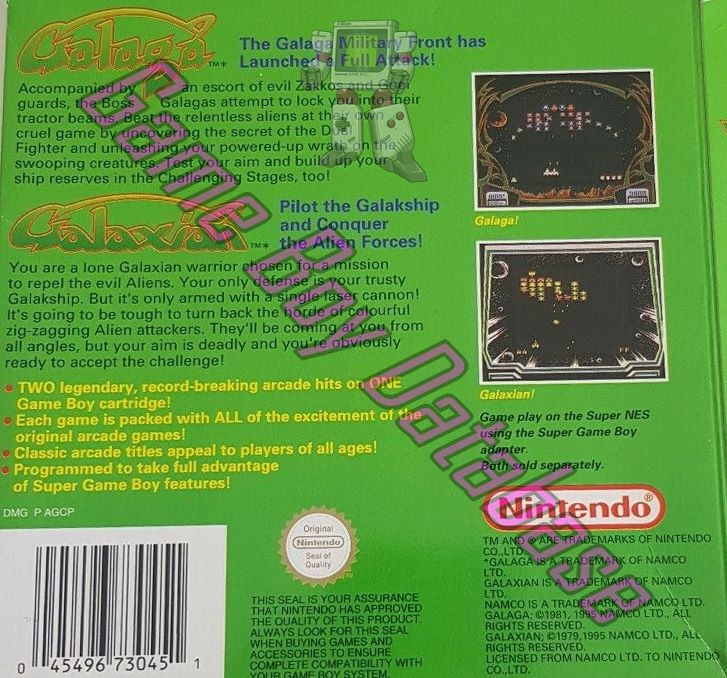 Galaga TM*
The Galaga Military Front has
Launched a Full Attack!
Accompanied by an escort of evil Zakkos and Gogi
guards, the Boss Galagas attempt to lock you into their
tractor beams. Beat the relentless aliens at their own
cruel game by uncovering the secret of the Dual
Fighter and unleashing your powered-up wrath on the
swooping creatures. Test your aim and build up your
ship reserves in the Challenging Stages, too!
Galaga!
Galaxian TM*
Pilot the Galakship
and Conquer
the Alien Forces!
You are a lone Galaxian warrior chosen for a mission
to repel the evil Aliens. Your only defense is your trusty
Galakship. But it's only armed with a single laser cannon!
It's going to be tough to turn back the horde of colourful
zig-zagging Alien attackers. They'll be coming at you from
all angles, but your aim is deadly and you're obviously
ready to accept the challenge!
Galaxian!
• TWO legendary, record-breaking arcade hits on ONE
Game Boy cartridge!
• Each game is packed with ALL of the excitement of the
original arcade games!
• Classic arcade titles appeal to players of all ages!
• Programmed to take full advantage
of Super Game Boy features!
Game play on the Super NES
using the Super Game Boy
adapter.
Both sold separately.
DMG P AGCP
0 45496 73045 1
Original
Nintendo
Seal of
Quality
THIS SEAL IS YOUR ASSURANCE
THAT NINTENDO HAS APPROVED
THE QUALITY OF THIS PRODUCT.
ALWAYS LOOK FOR THIS SEAL
WHEN BUYING GAMES AND
ACCESSORIES TO ENSURE
COMPLETE COMPATIBILITY WITH
YOUR GAME BOY SYSTEM.
Nintendo®
TM AND ® ARE TRADEMARKS OF NINTENDO
CO., LTD.
*GALAGA IS A TRADEMARK OF NAMCO
LTD.
GALAXIAN IS A TRADEMARK OF NAMCO
LTD.
NAMCO IS A TRADEMARK OF NAMCO LTD.
GALAGA; ©1981, 1995 NAMCO LTD., ALL
RIGHTS RESERVED.
GALAXIAN; ©1979,1995 NAMCO LTD., ALL
RIGHTS RESERVED.
LICENSED FROM NAMCO LTD. TO NINTENDO
CO., LTD.
Game Boy Database